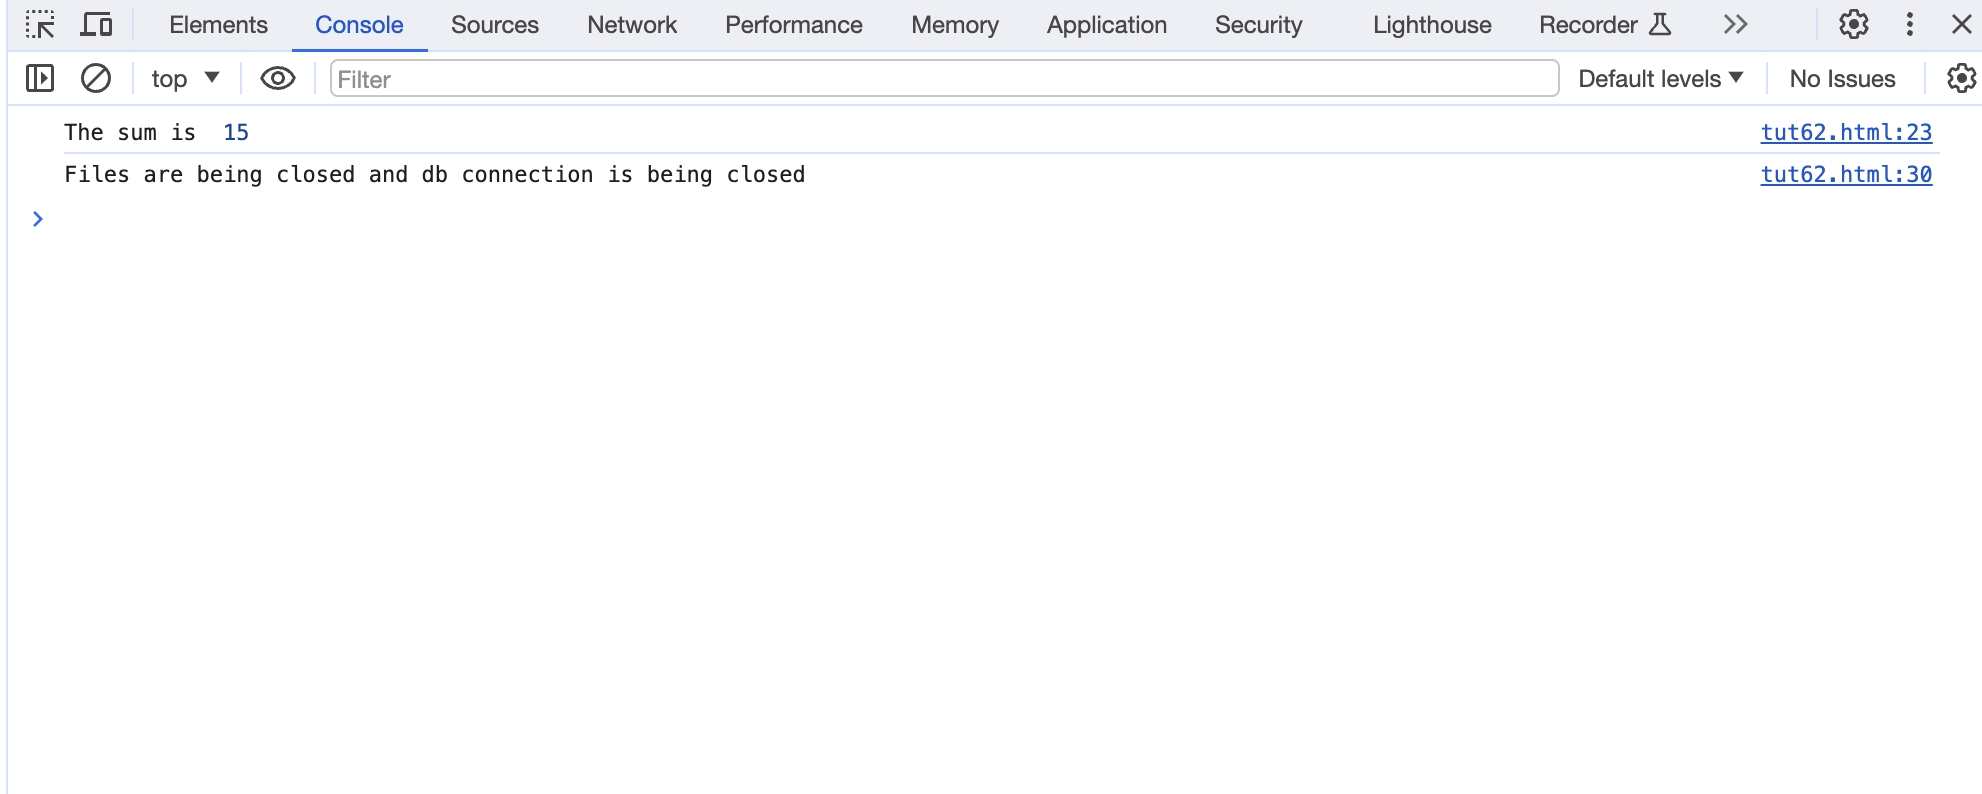 Elements Console Sources Network Performance Memory Application Security Lighthouse Recorder
top Filter Default levels No Issues
The sum is  15 tut62.html:23
Files are being closed and db connection is being closed tut62.html:30